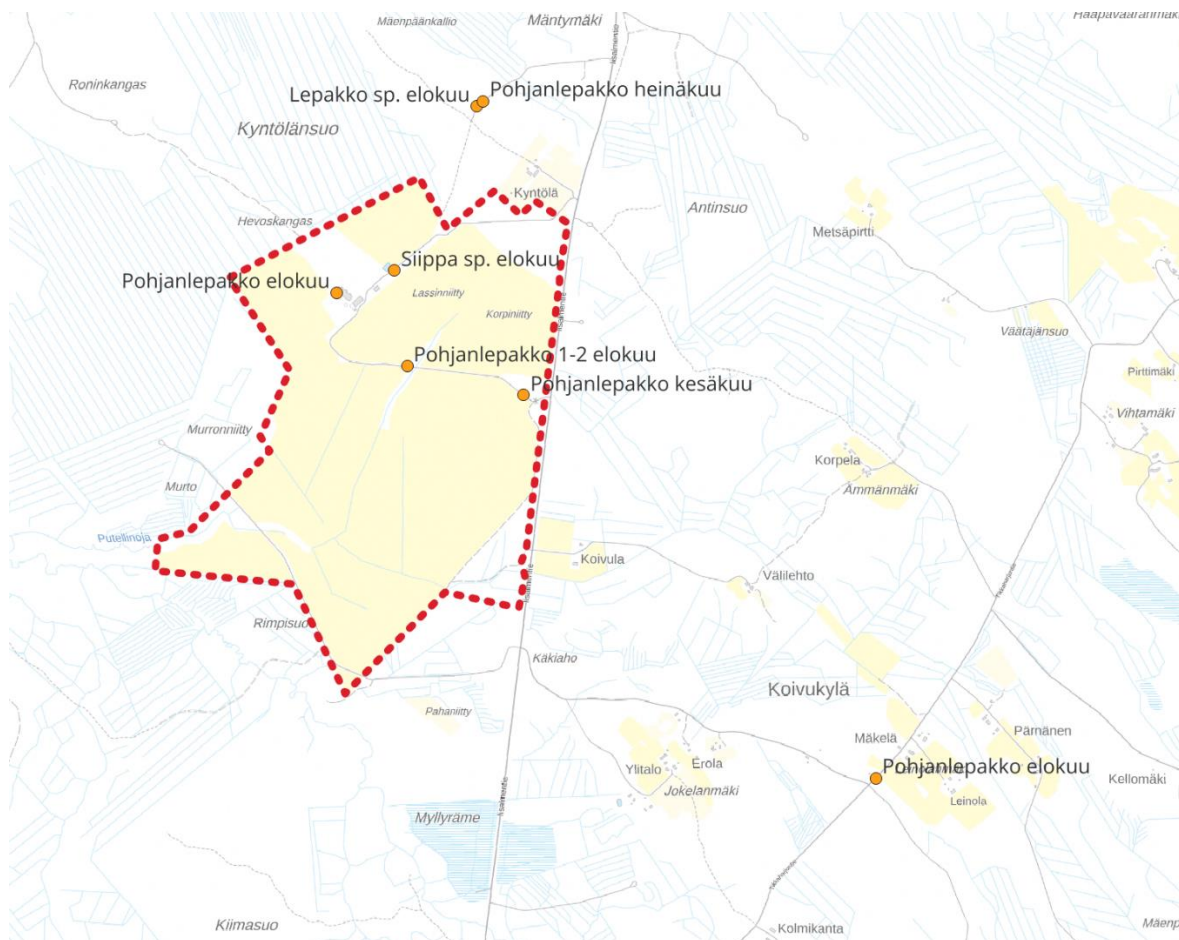 Mäenpäänkallio
Mäntymäki
Roninkangas
Lepakko sp. elokuu
Pohjanlepakko heinäkuu
Kyntölänsuo
Kyntölä
Hevoskangas
Antinsuo
Metsäpirtti
Siippa sp. elokuu
Pohjanlepakko elokuu
Lassinniitty
Korpiniitty
Väätäjänsuo
Pohjanlepakko 1-2 elokuu
Pohjanlepakko kesäkuu
Pirttimäki
Vihtamäki
Murronniitty
Korpela
Ämmänmäki
Murto
Putellinoja
Koivula
Välilehto
Rimpisuo
Käkiaho
Koivukylä
Pahaniitty
Mäkelä
Pärnänen
Ylitalo
Erola
Pohjanlepakko elokuu
Kellomäki
Jokelanmäki
Leinola
Myllyräme
Kiimasuo
Kolmikanta